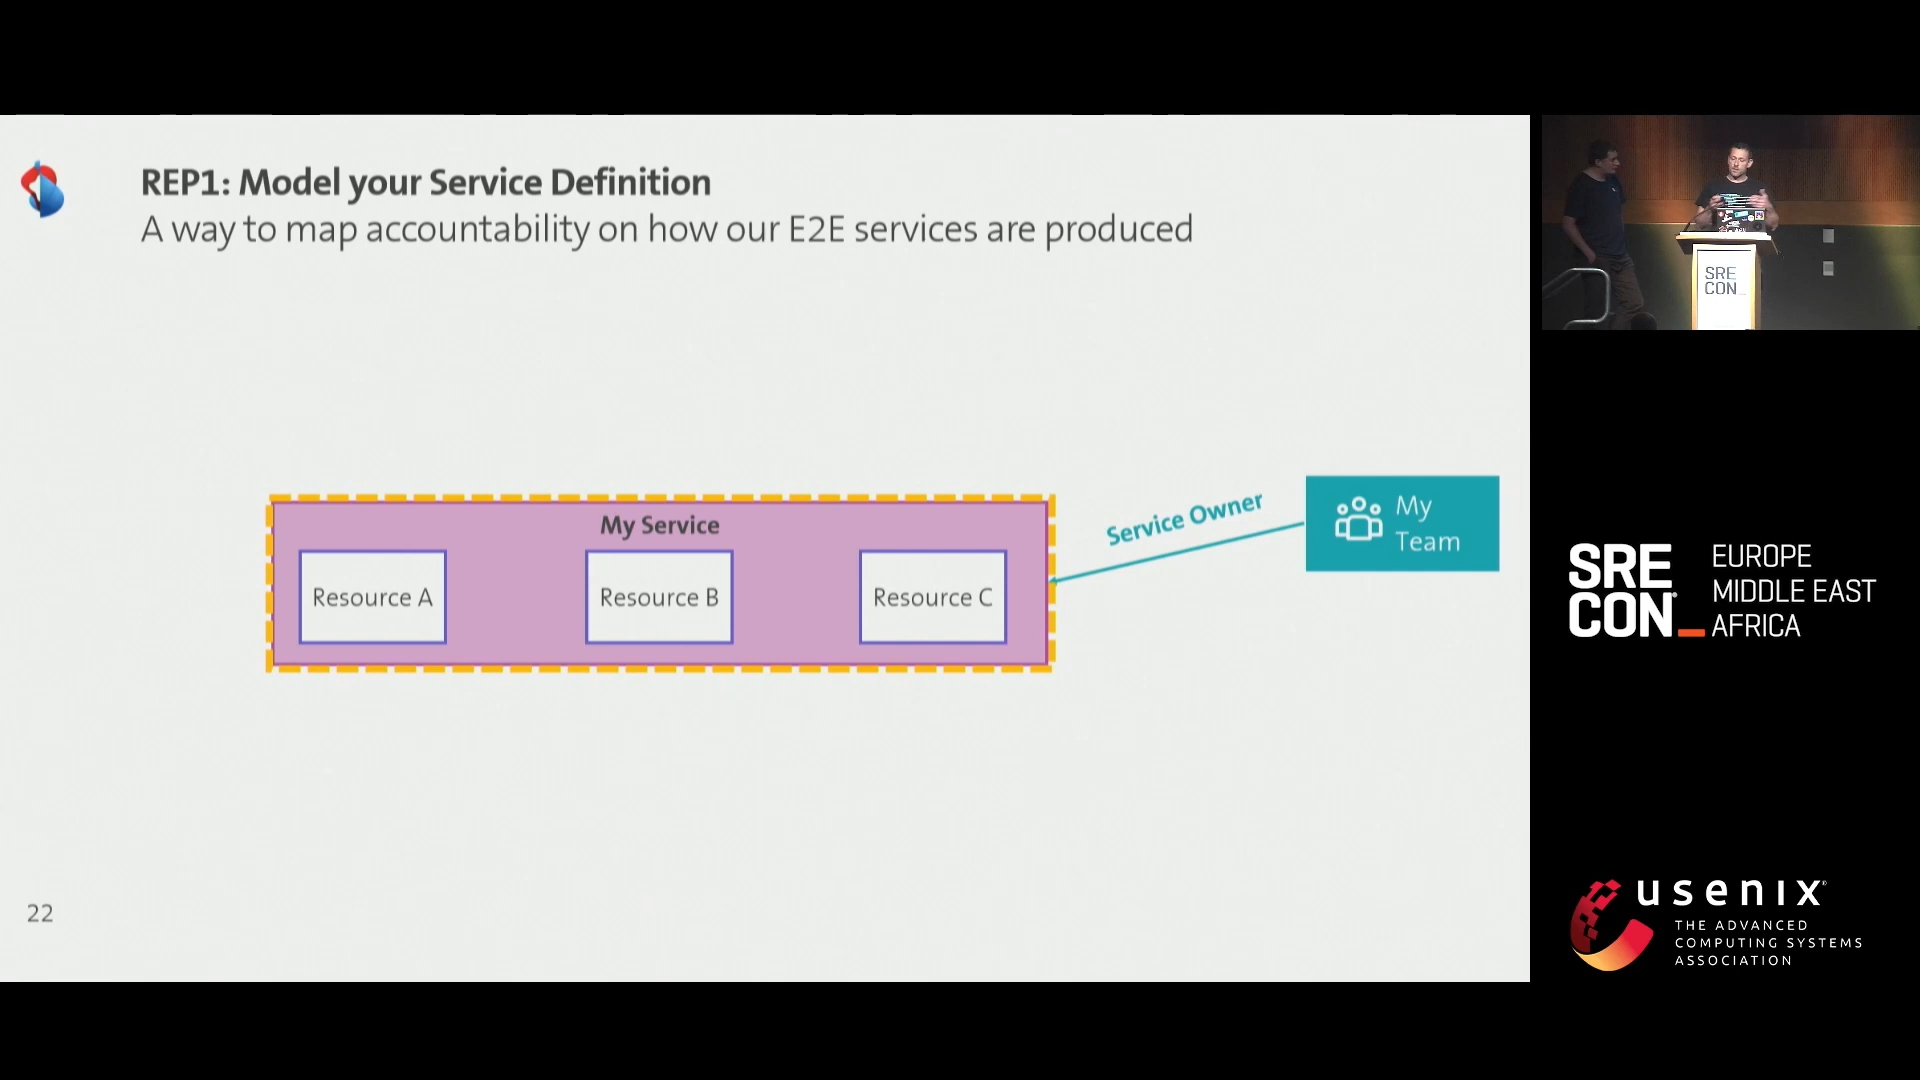 REP1: Model your Service Definition
A way to map accountability on how our E2E services are produced
My Service
Resource A
Resource B
Resource C
Service Owner
My
Team
22
SRE
CON_
SRE
CON_
EUROPE
MIDDLE EAST
AFRICA
usenix
THE ADVANCED
COMPUTING SYSTEMS
ASSOCIATION